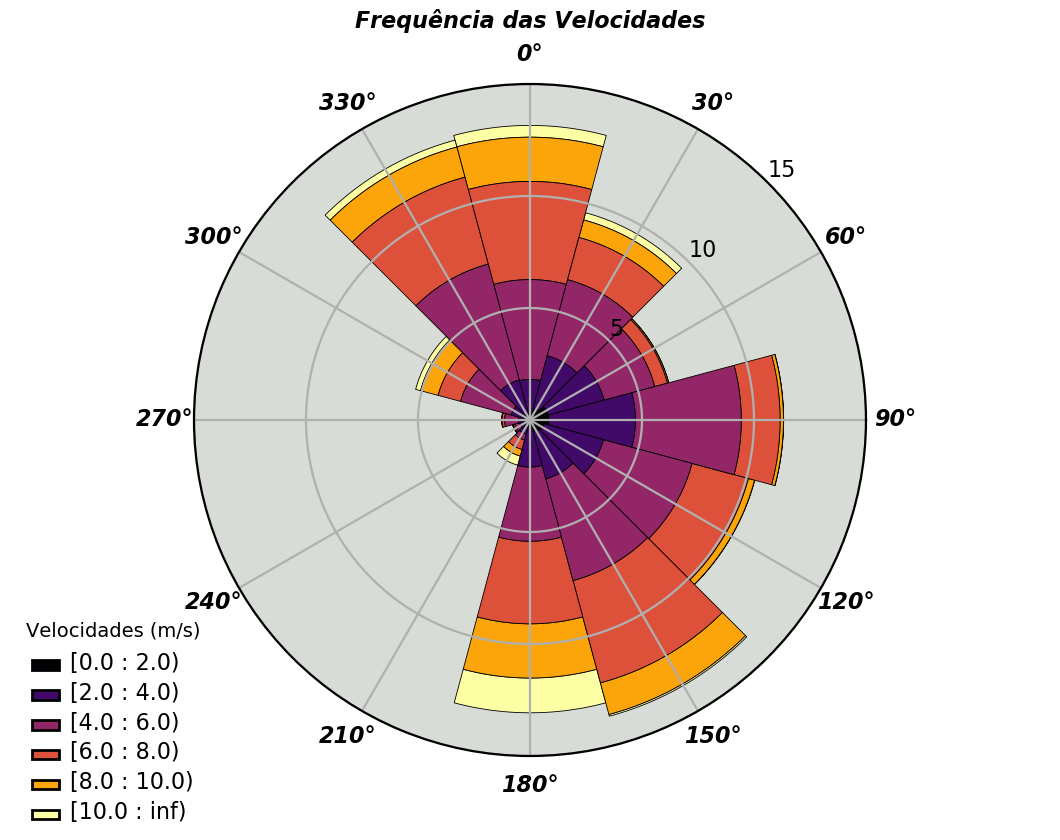 Frequência das Velocidades
0°
330°
30°
15
300°
60°
10
5
270°
90°
240°
120°
210°
150°
180°
Velocidades (m/s)
[0.0 : 2.0)
[2.0 : 4.0)
[4.0 : 6.0)
[6.0 : 8.0)
[8.0 : 10.0)
[10.0 : inf)